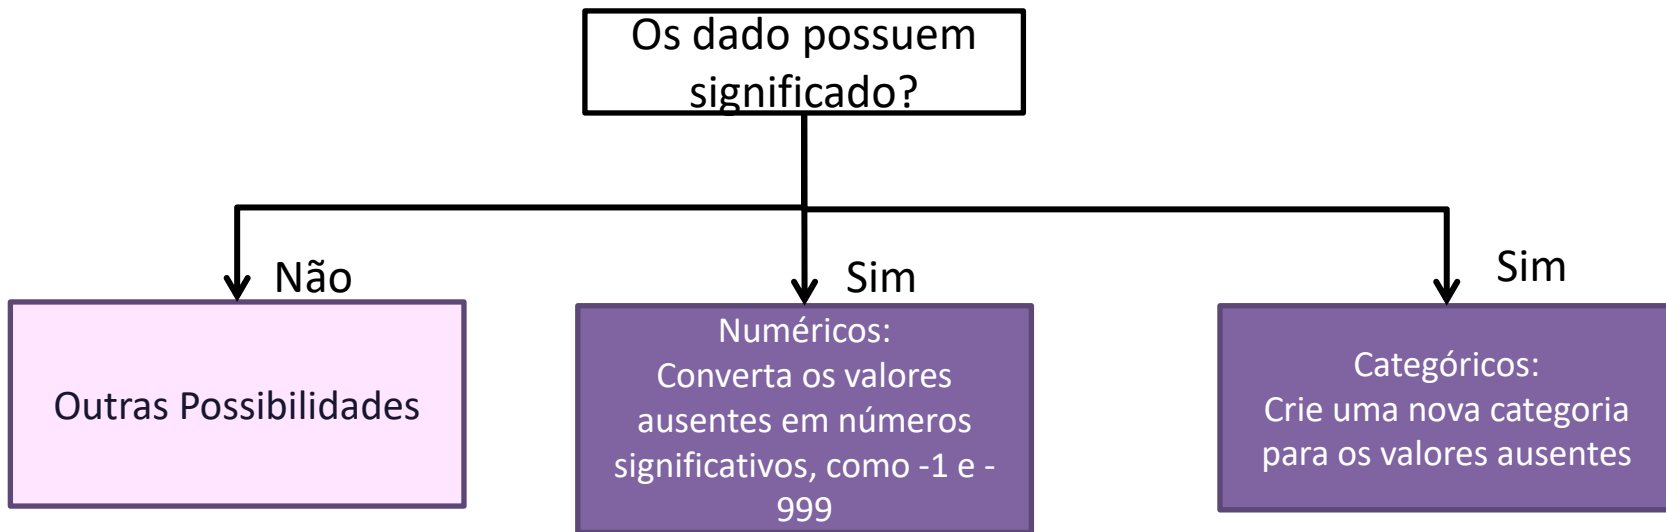 Os dado possuem
significado?
Não
Sim
Sim
Outras Possibilidades
Numéricos:
Converta os valores
ausentes em números
significativos, como -1 e -
999
Categóricos:
Crie uma nova categoria
para os valores ausentes